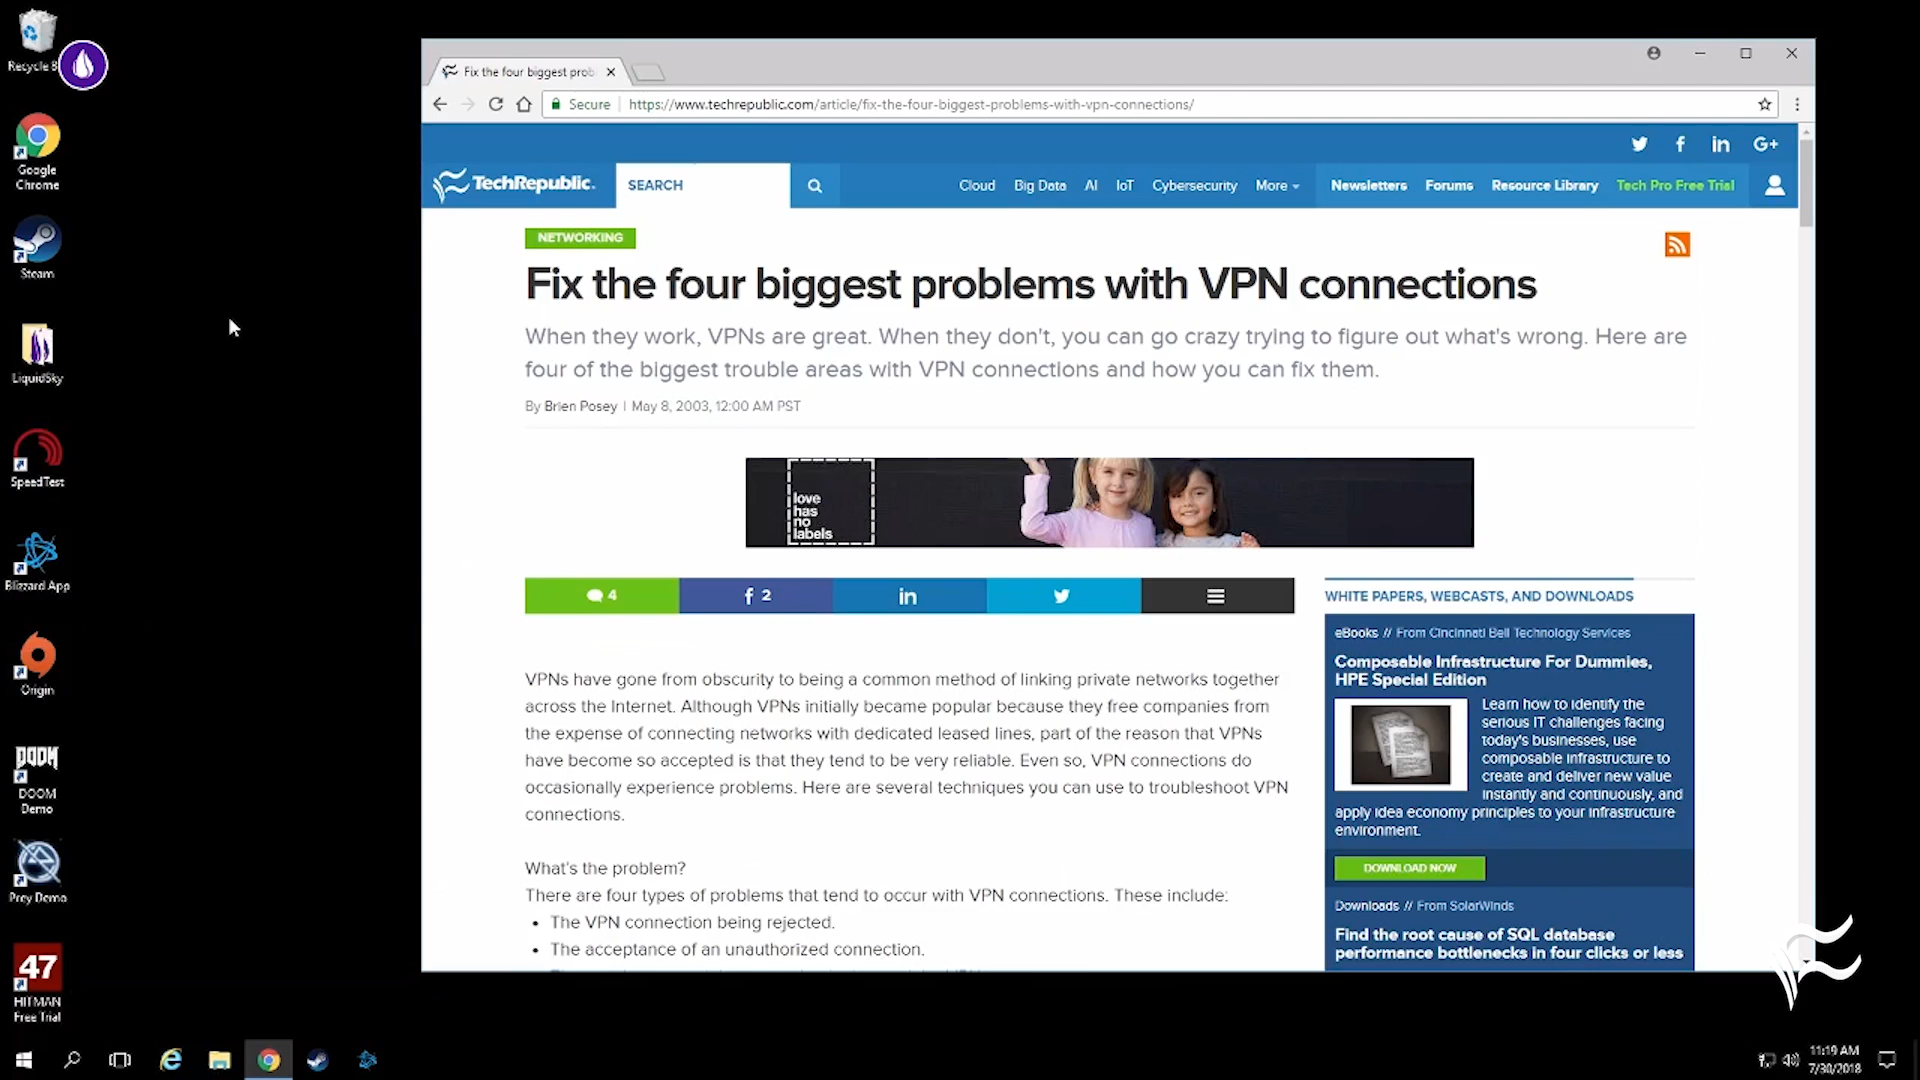 Recycle B
Google
Chrome
Steam
LiquidSky
SpeedTest
Blizzard App
Origin
DOOM
DOOM
Demo
Prey Demo
47
HITMAN
Free Trial
Fix the four biggest prob
Secure
https://www.techrepublic.com/article/fix-the-four-biggest-problems-with-vpn-connections/
G+
TechRepublic.
SEARCH
Cloud Big Data AI IoT Cybersecurity More
Newsletters Forums Resource Library Tech Pro Free Trial
NETWORKING
Fix the four biggest problems with VPN connections
When they work, VPNs are great. When they don't, you can go crazy trying to figure out what's wrong. Here are
four of the biggest trouble areas with VPN connections and how you can fix them.
By Brien Posey | May 8, 2003, 12:00 AM PST
love
has
no
labels
4
f 2
in
VPNs have gone from obscurity to being a common method of linking private networks together
across the Internet. Although VPNs initially became popular because they free companies from
the expense of connecting networks with dedicated leased lines, part of the reason that VPNs
have become so accepted is that they tend to be very reliable. Even so, VPN connections do
occasionally experience problems. Here are several techniques you can use to troubleshoot VPN
connections.
What's the problem?
There are four types of problems that tend to occur with VPN connections. These include:
• The VPN connection being rejected.
• The acceptance of an unauthorized connection.
WHITE PAPERS, WEBCASTS, AND DOWNLOADS
eBooks // From Cincinnati Bell Technology Services
Composable Infrastructure For Dummies,
HPE Special Edition
Learn how to identify the
serious IT challenges facing
today's businesses, use
composable infrastructure to
create and deliver new value
instantly and continuously, and
apply idea economy principles to your infrastructure
environment.
DOWNLOAD NOW
Downloads // From SolarWinds
Find the root cause of SQL database
performance bottlenecks in four clicks or less
11:19 AM
7/30/2018